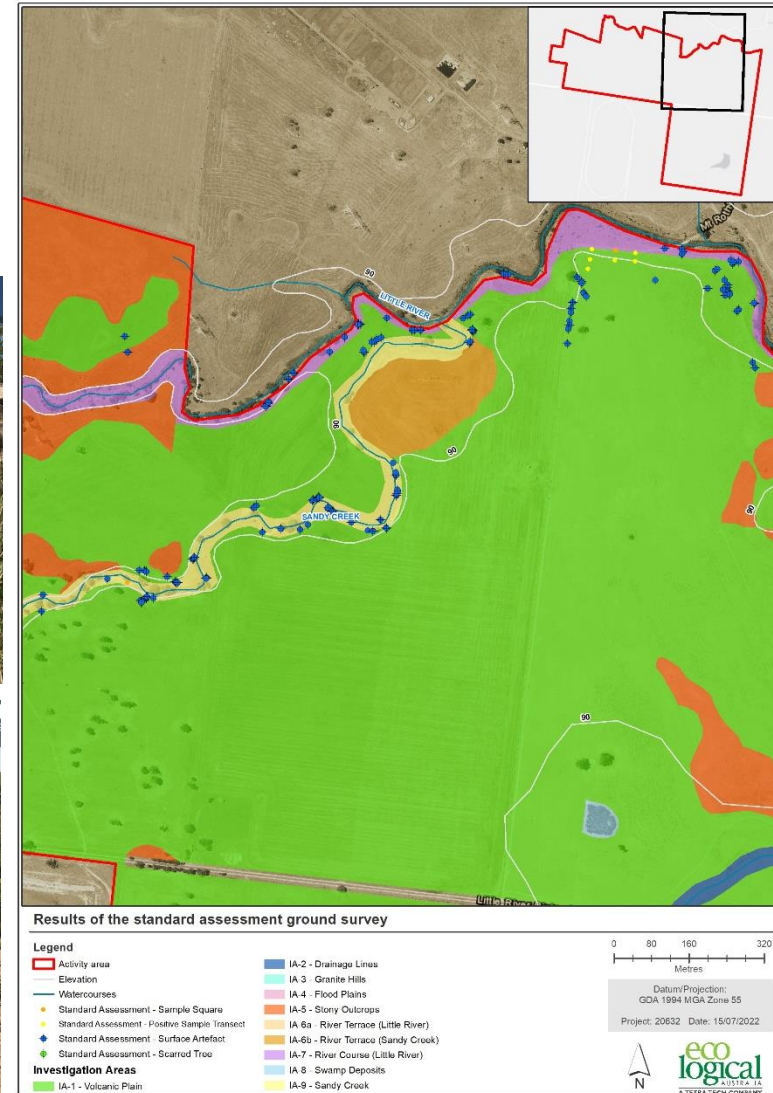 Mt Roth
90
LITTLE RIVER
90
90
90
SANDY CREEK
90
Little River
Results of the standard assessment ground survey
Legend
Activity area
Elevation
Watercourses
Standard Assessment - Sample Square
Standard Assessment - Positive Sample Transect
Standard Assessment - Surface Artefact
Standard Assessment - Scarred Tree
Investigation Areas
IA-1 - Volcanic Plain
IA-2 - Drainage Lines
IA 3 - Granite Hills
IA-4 - Flood Plains
IA-5 - Stony Outcrops
IA 6a - River Terrace (Little River)
IA-6b - River Terrace (Sandy Creek)
IA-7 - River Course (Little River)
IA 8 - Swamp Deposits
IA-9 - Sandy Creek
0 80 160 320
Metres
Datum/Projection:
GDA 1994 MGA Zone 55
Project: 20632 Date: 15/07/2022
N
eco
logical
AUSTRALIA
A TETRA TECH COMPANY